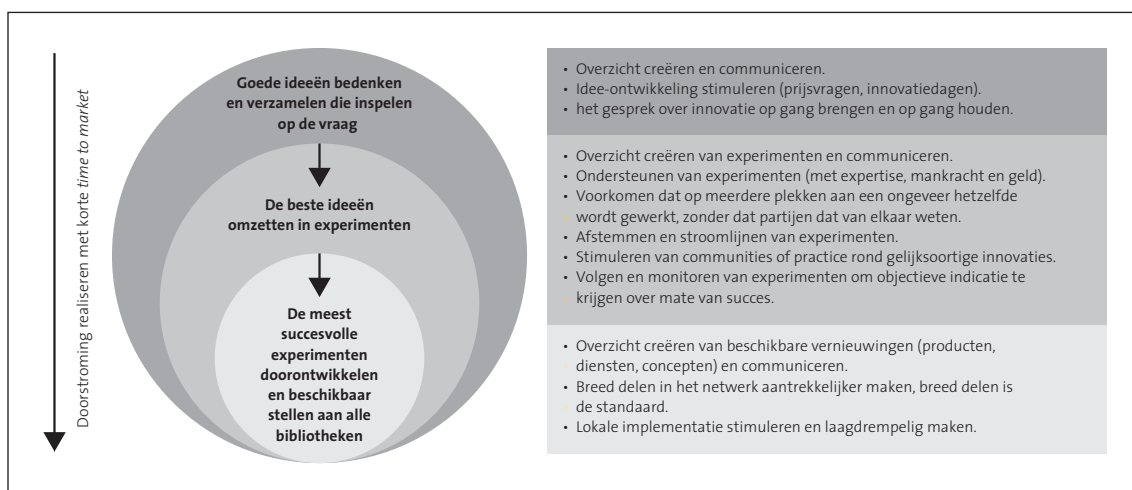 Doorstroming realiseren met korte time to market
Goede ideeën bedenken
en verzamelen die inspelen
op de vraag
De beste ideeën
omzetten in experimenten
De meest
succesvolle
experimenten
doorontwikkelen
en beschikbaar
stellen aan alle
bibliotheken
• Overzicht creëren en communiceren.
• Idee-ontwikkeling stimuleren (prijsvragen, innovatiedagen).
• het gesprek over innovatie op gang brengen en op gang houden.
• Overzicht creëren van experimenten en communiceren.
• Ondersteunen van experimenten (met expertise, mankracht en geld).
• Voorkomen dat op meerdere plekken aan een ongeveer hetzelfde
wordt gewerkt, zonder dat partijen dat van elkaar weten.
• Afstemmen en stroomlijnen van experimenten.
• Stimuleren van communities of practice rond gelijksoortige innovaties.
• Volgen en monitoren van experimenten om objectieve indicatie te
krijgen over mate van succes.
• Overzicht creëren van beschikbare vernieuwingen (producten,
diensten, concepten) en communiceren.
• Breed delen in het netwerk aantrekkelijker maken, breed delen is
de standaard.
• Lokale implementatie stimuleren en laagdrempelig maken.